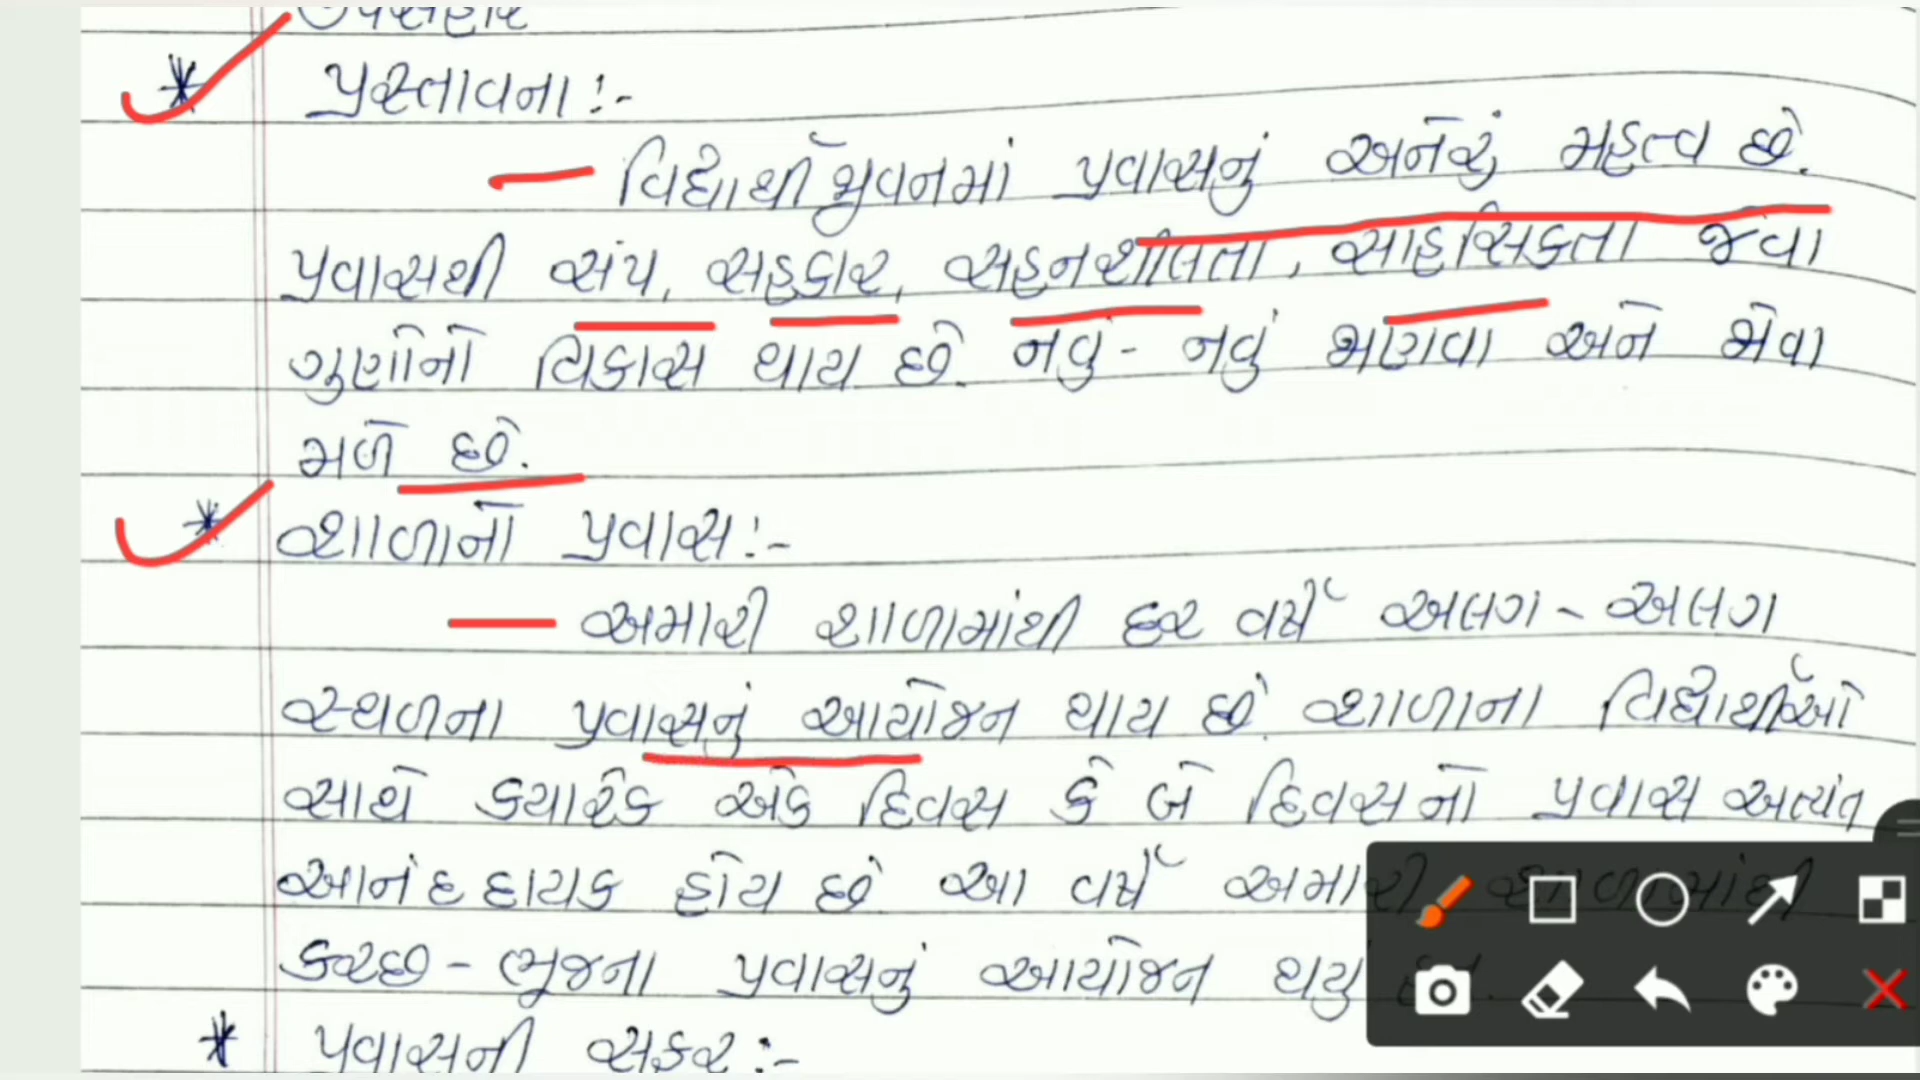 ઉપસંહાર
* પ્રસ્તાવના :-
વિદ્યાર્થીજીવનમાં પ્રવાસનું અનેરું મહત્વ છે.
પ્રવાસથી સંપ, સહકાર, સહનશીલતા, સાહસિકતા જેવા
ગુણોનો વિકાસ થાય છે. નવું - નવું જાણવા અને જોવા
મળે છે.
* શાળાનો પ્રવાસ :-
અમારી શાળામાંથી દર વર્ષે અલગ - અલગ
સ્થળના પ્રવાસનું આયોજન થાય છે. શાળાના વિદ્યાર્થીઓ
સાથે ક્યારેક એક દિવસ કે બે દિવસનો પ્રવાસ અત્યંત
આનંદદાયક હોય છે આ વર્ષે અમારી શાળામાંથી
કચ્છ - ભુજના પ્રવાસનું આયોજન થયું
* પ્રવાસની સફર :-